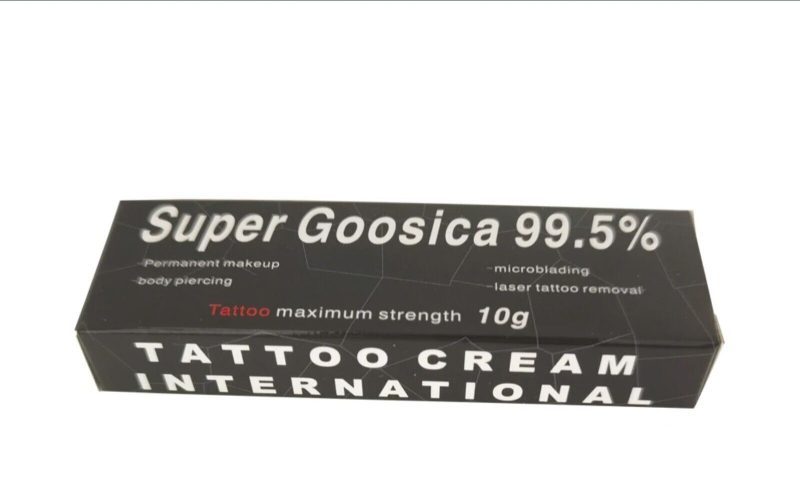 Super Goosica 99.5%
-Permanent makeup
-body piercing
-microblading
-laser tattoo removal
Tattoo maximum strength 10g
TATTOO CREAM
INTERNATIONAL